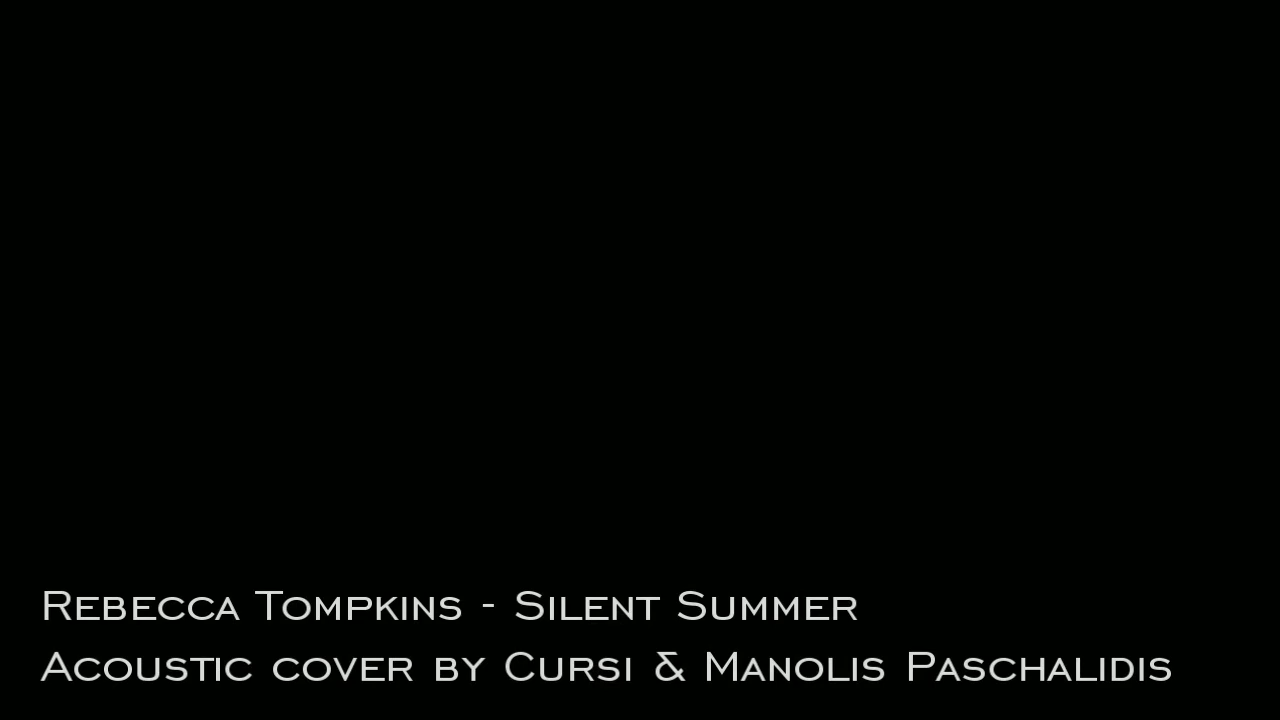 Rebecca Tompkins - Silent Summer
Acoustic cover by Cursi & Manolis Paschalidis